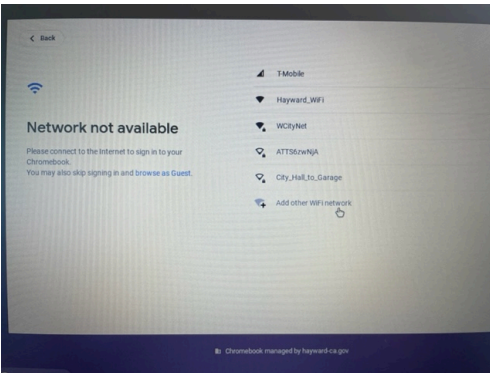 Back
Network not available
Please connect to the Internet to sign in to your
Chromebook.
You may also skip signing in and browse as Guest.
T-Mobile
Hayward_WiFi
WCityNet
ATTS6zwNjA
City_Hall_to_Garage
Add other WiFi network
Chromebook managed by hayward-ca.gov